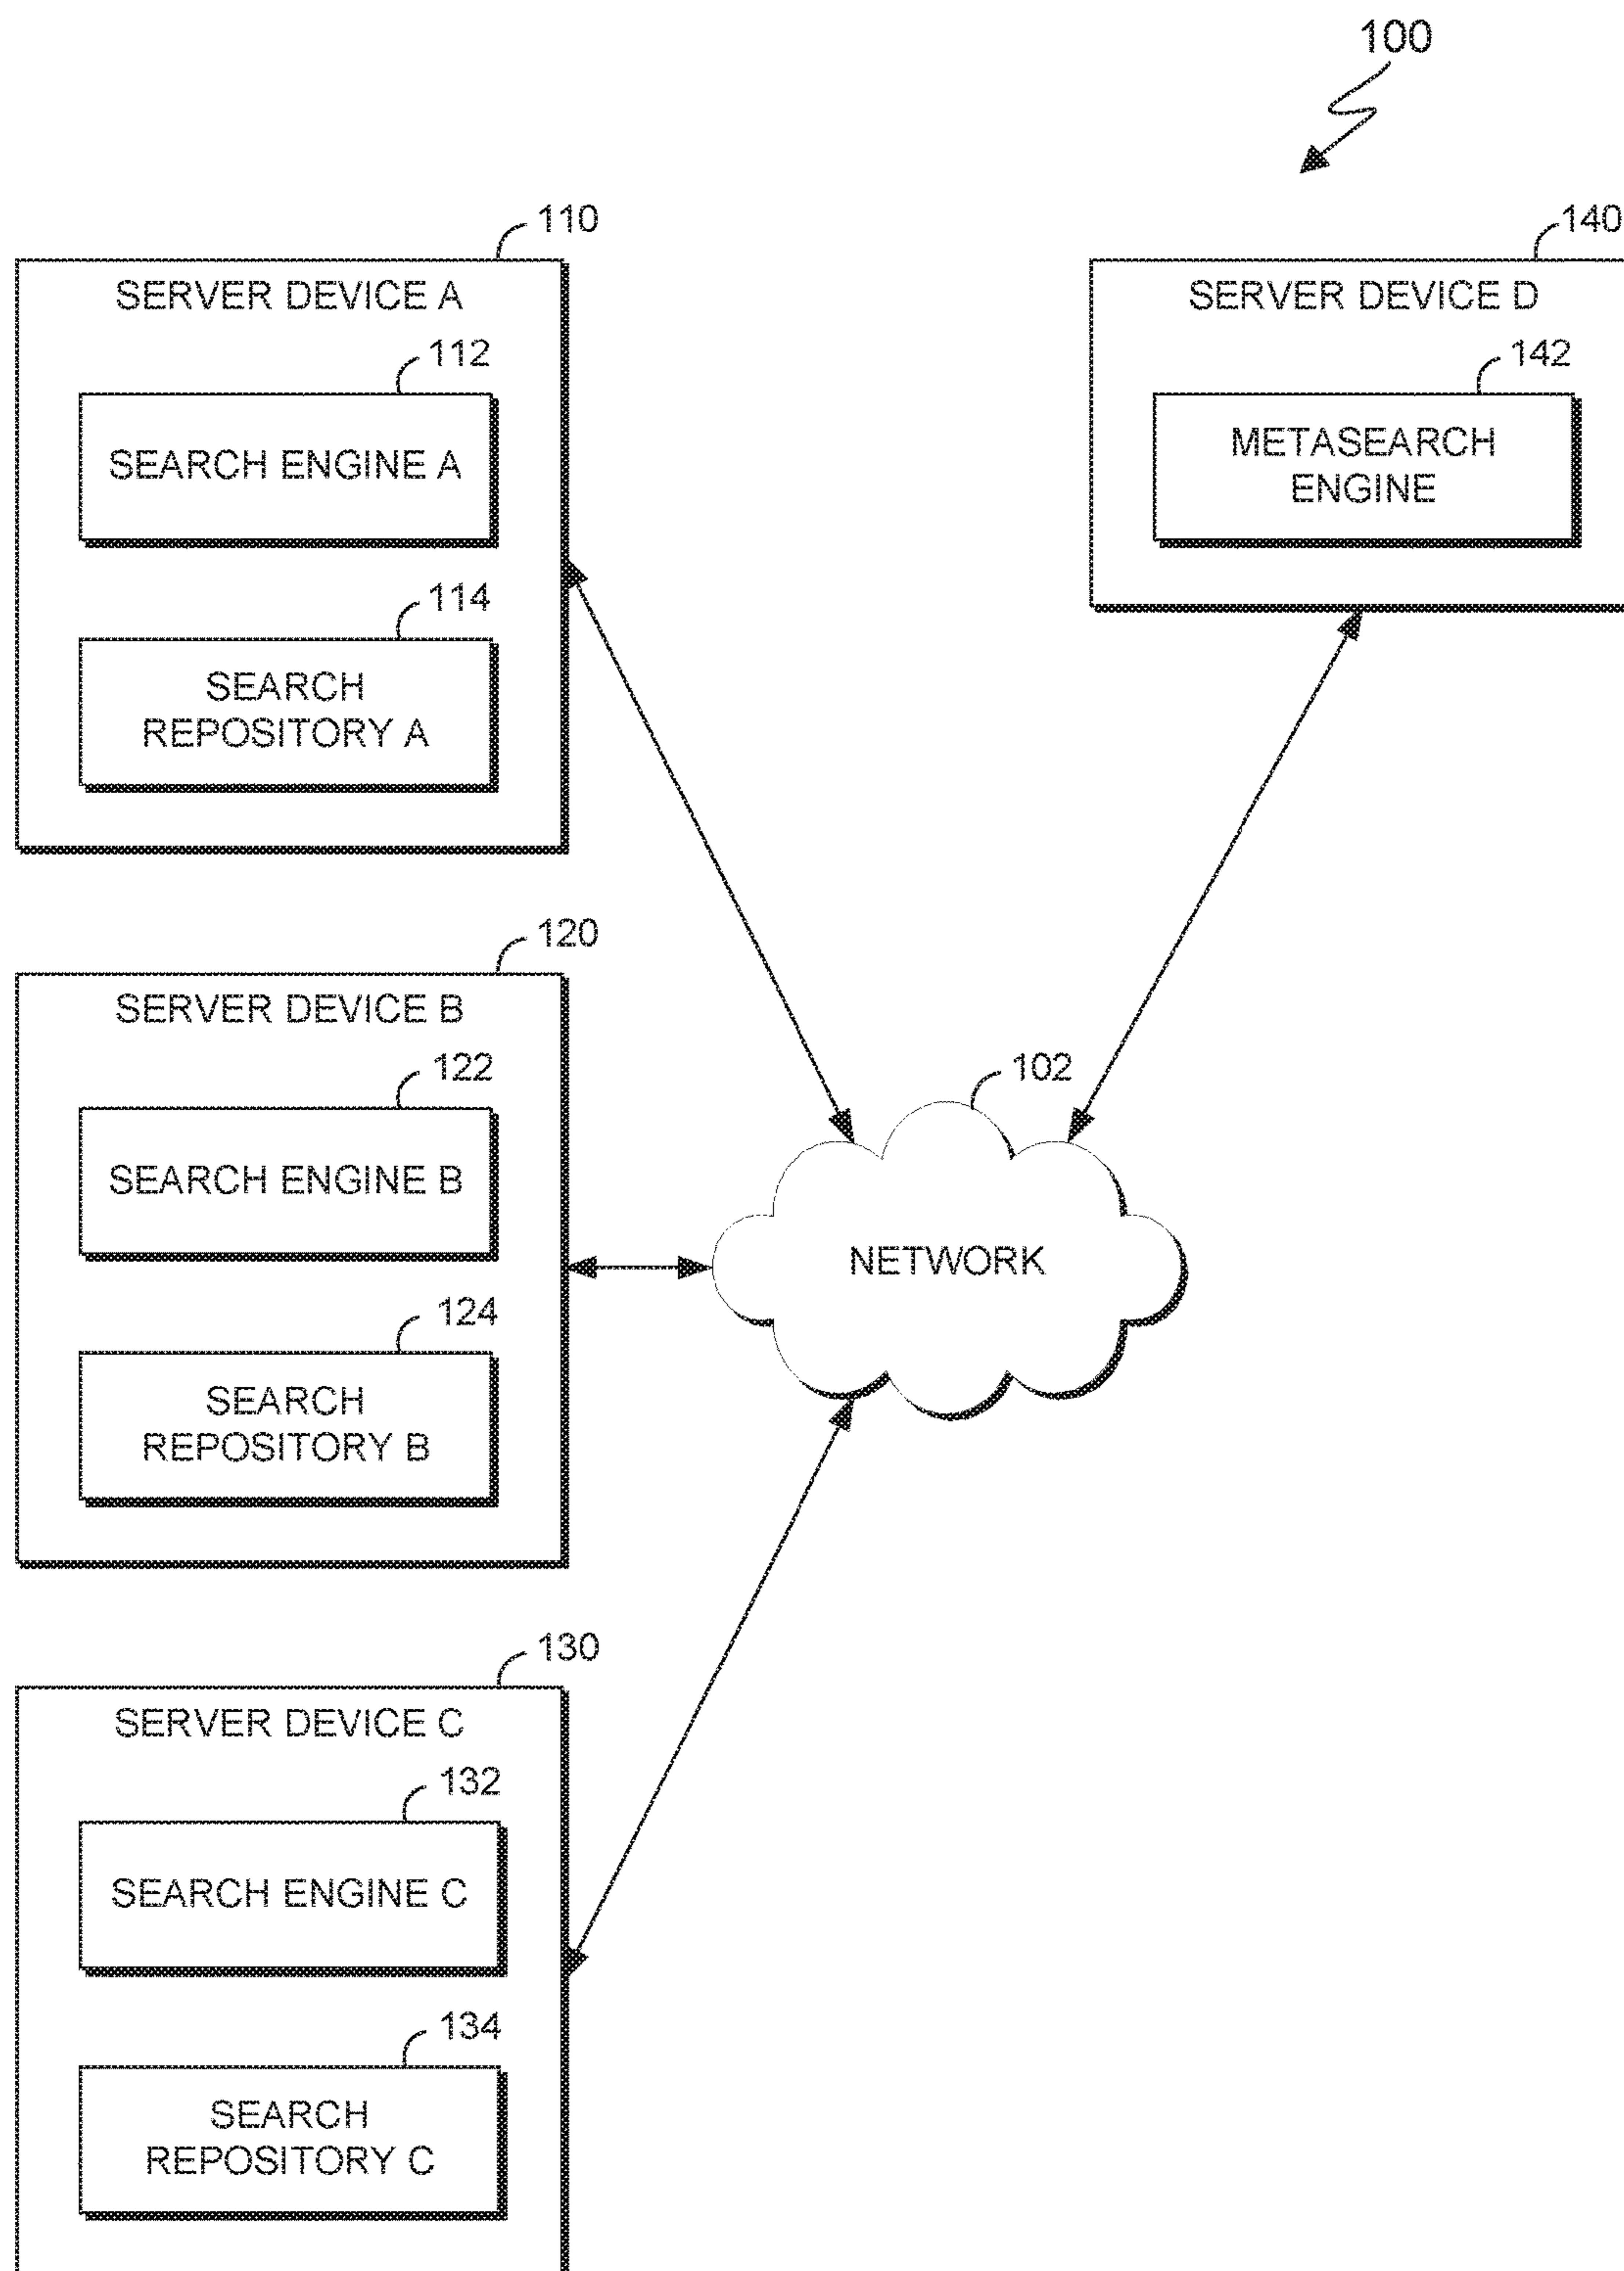 100
110
SERVER DEVICE A
112
SEARCH ENGINE A
114
SEARCH
REPOSITORY A
140
SERVER DEVICE D
142
METASEARCH
ENGINE
120
SERVER DEVICE B
122
SEARCH ENGINE B
124
SEARCH
REPOSITORY B
102
NETWORK
130
SERVER DEVICE C
132
SEARCH ENGINE C
134
SEARCH
REPOSITORY C